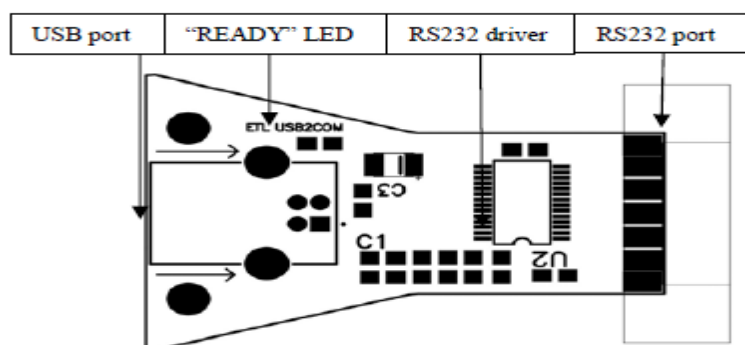 USB port
“READY” LED
RS232 driver
RS232 port
ETL USB2COM
C3
C1
U2